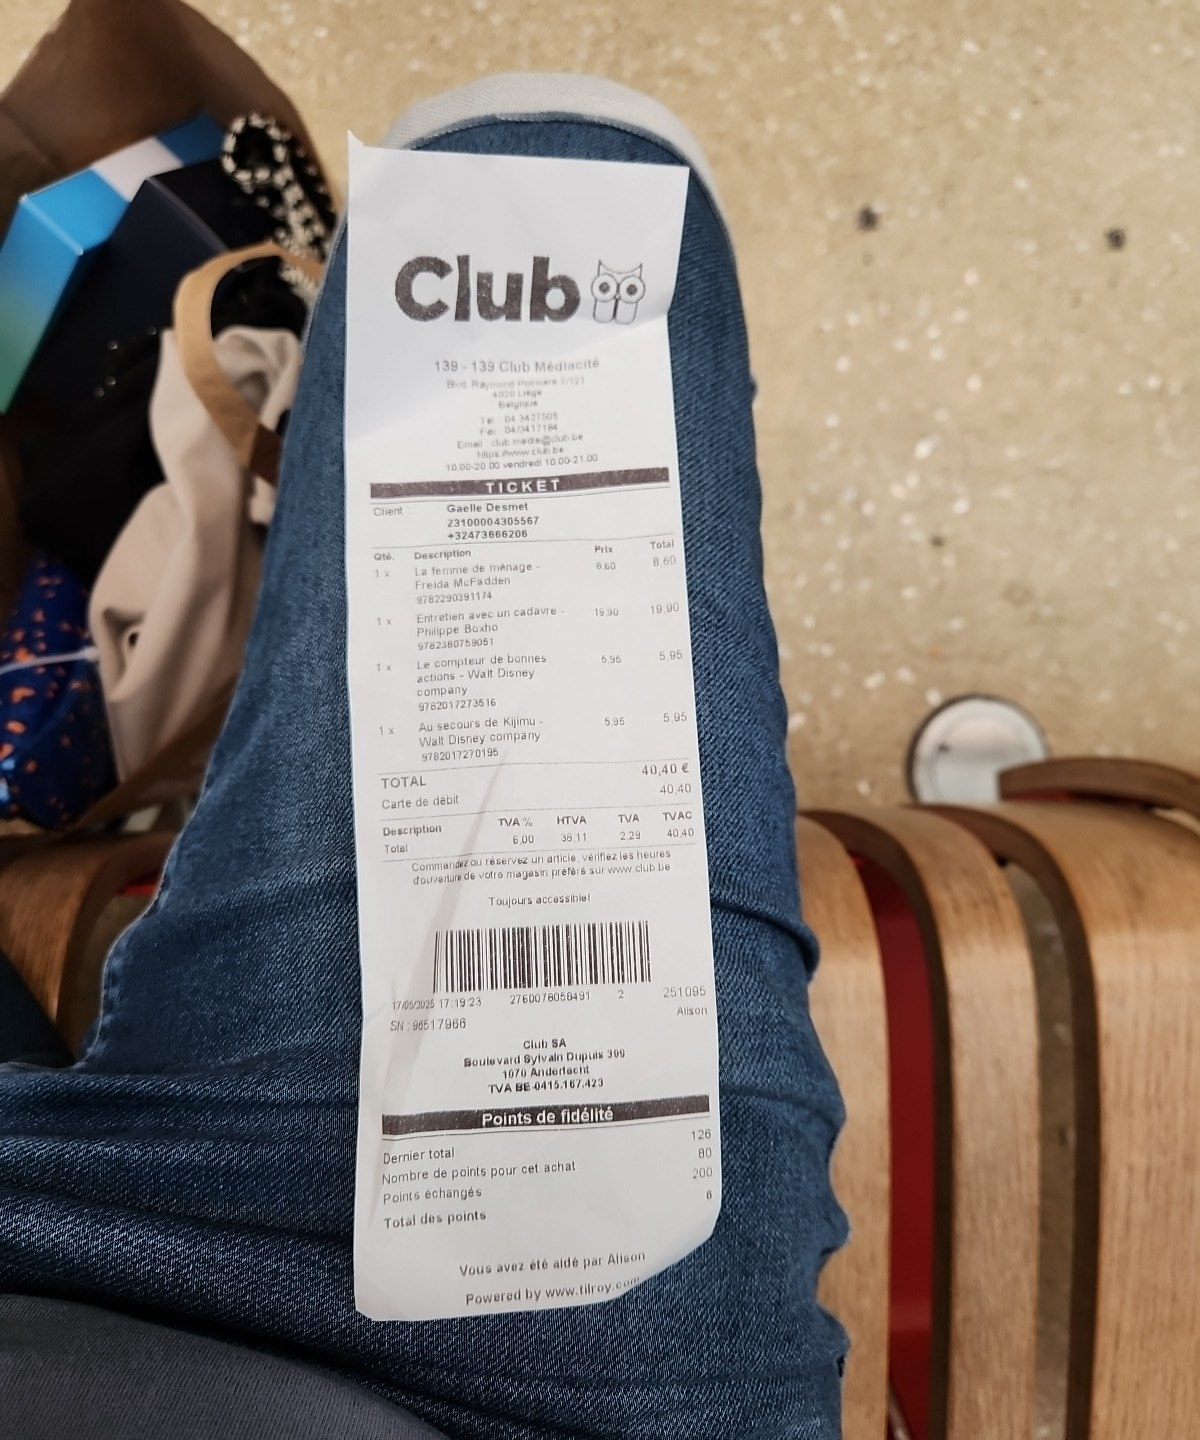 Club
139 - 139 Club Médiacité
Blvd. Raymond Poincaré 7/121
4020 Liège
Belgique
Tel : 04 3427505
Fax : 04/3417184
Email : club.media@club.be
https://www.club.be
10.00-20.00 vendredi 10.00-21.00
TICKET
Client : Gaelle Desmet
23100004305567
+32473666206
Qté. Description Prix Total
1 x La femme de ménage - 8,60 8,60
Freida McFadden
9782290391174
1 x Entretien avec un cadavre - 19,90 19,90
Philippe Boxho
9782380759051
1 x Le compteur de bonnes 5,95 5,95
actions - Walt Disney
company
9782017273516
1 x Au secours de Kijimu - 5,95 5,95
Walt Disney company
9782017270195
TOTAL 40,40 €
Carte de débit 40,40
Description TVA % HTVA TVA TVAC
Total 6,00 38,11 2,29 40,40
Commandez ou réservez un article, vérifiez les heures
d'ouverture de votre magasin préféré sur www.club.be
Toujours accessible!
17/05/2025 17:19:23 2760078058491 2 251095
SN : 96517966 Alison
Club SA
Boulevard Sylvain Dupuis 399
1070 Anderlecht
TVA BE-0415.167.423
Points de fidélité
Dernier total 126
Nombre de points pour cet achat 80
Points échangés 200
Total des points 6
Vous avez été aidé par Alison
Powered by www.tilroy.com